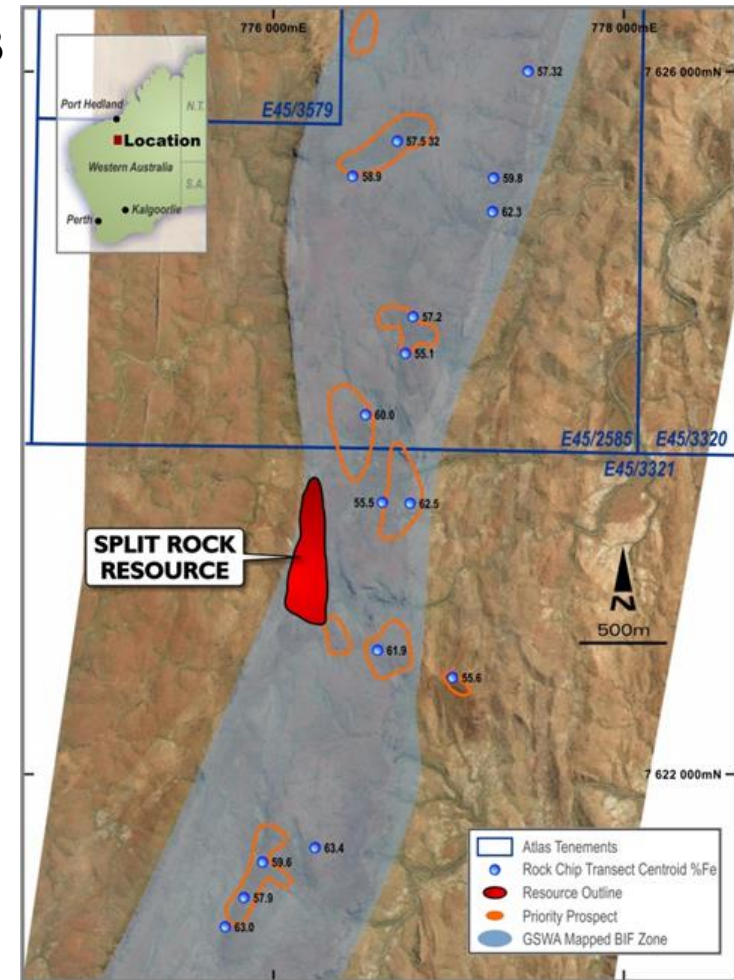 776 000mE
778 000mE
57.32
7 626 000mN
E45/3579
Port Hedland
N.T.
Location
Western Australia
S.A.
Kalgoorlie
Perth
57.5 32
58.9
59.8
62.3
57.2
55.1
60.0
E45/2585
E45/3320
E45/3321
55.5
62.5
SPLIT ROCK
RESOURCE
N
500m
61.9
55.6
7 622 000mN
63.4
59.6
57.9
63.0
Atlas Tenements
Rock Chip Transect Centroid %Fe
Resource Outline
Priority Prospect
GSWA Mapped BIF Zone